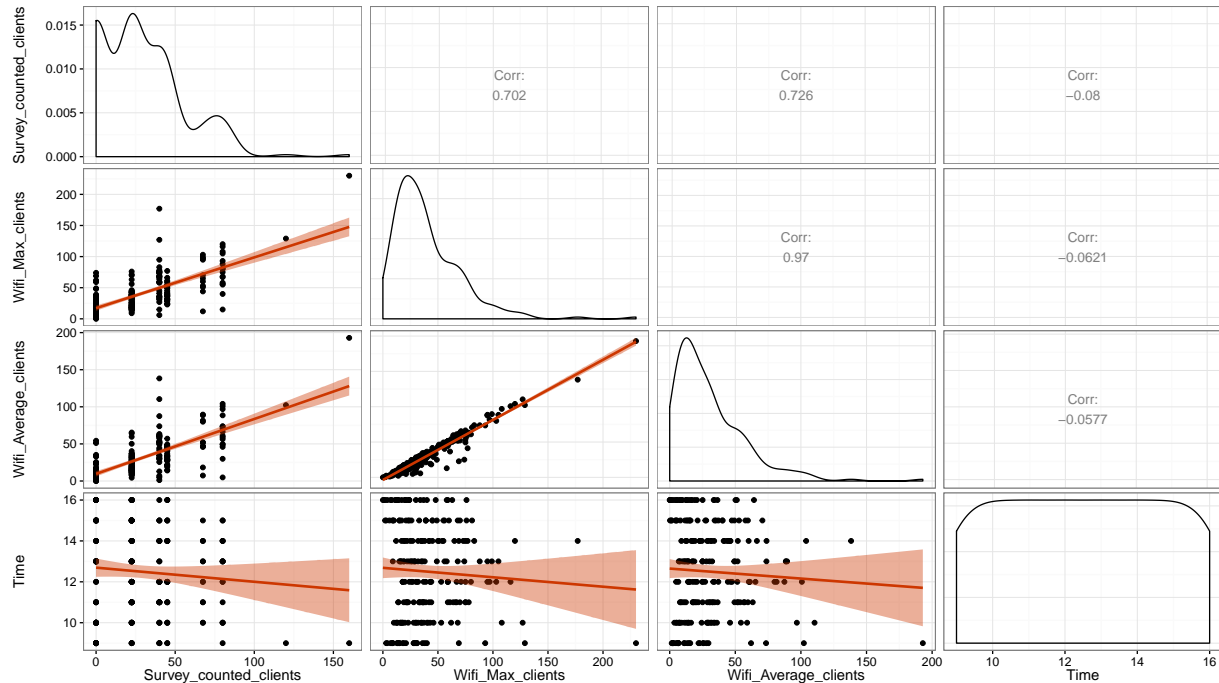 Survey_counted_clients
0.015
0.010
0.005
0.000
Corr:
0.702
Corr:
0.726
Corr:
−0.08
Wifi_Max_clients
200
150
100
50
0
Corr:
0.97
Corr:
−0.0621
Wifi_Average_clients
200
150
100
50
0
Corr:
−0.0577
Time
16
14
12
10
0 50 100 150
0 50 100 150 200
0 50 100 150 200
10 12 14 16
Survey_counted_clients
Wifi_Max_clients
Wifi_Average_clients
Time